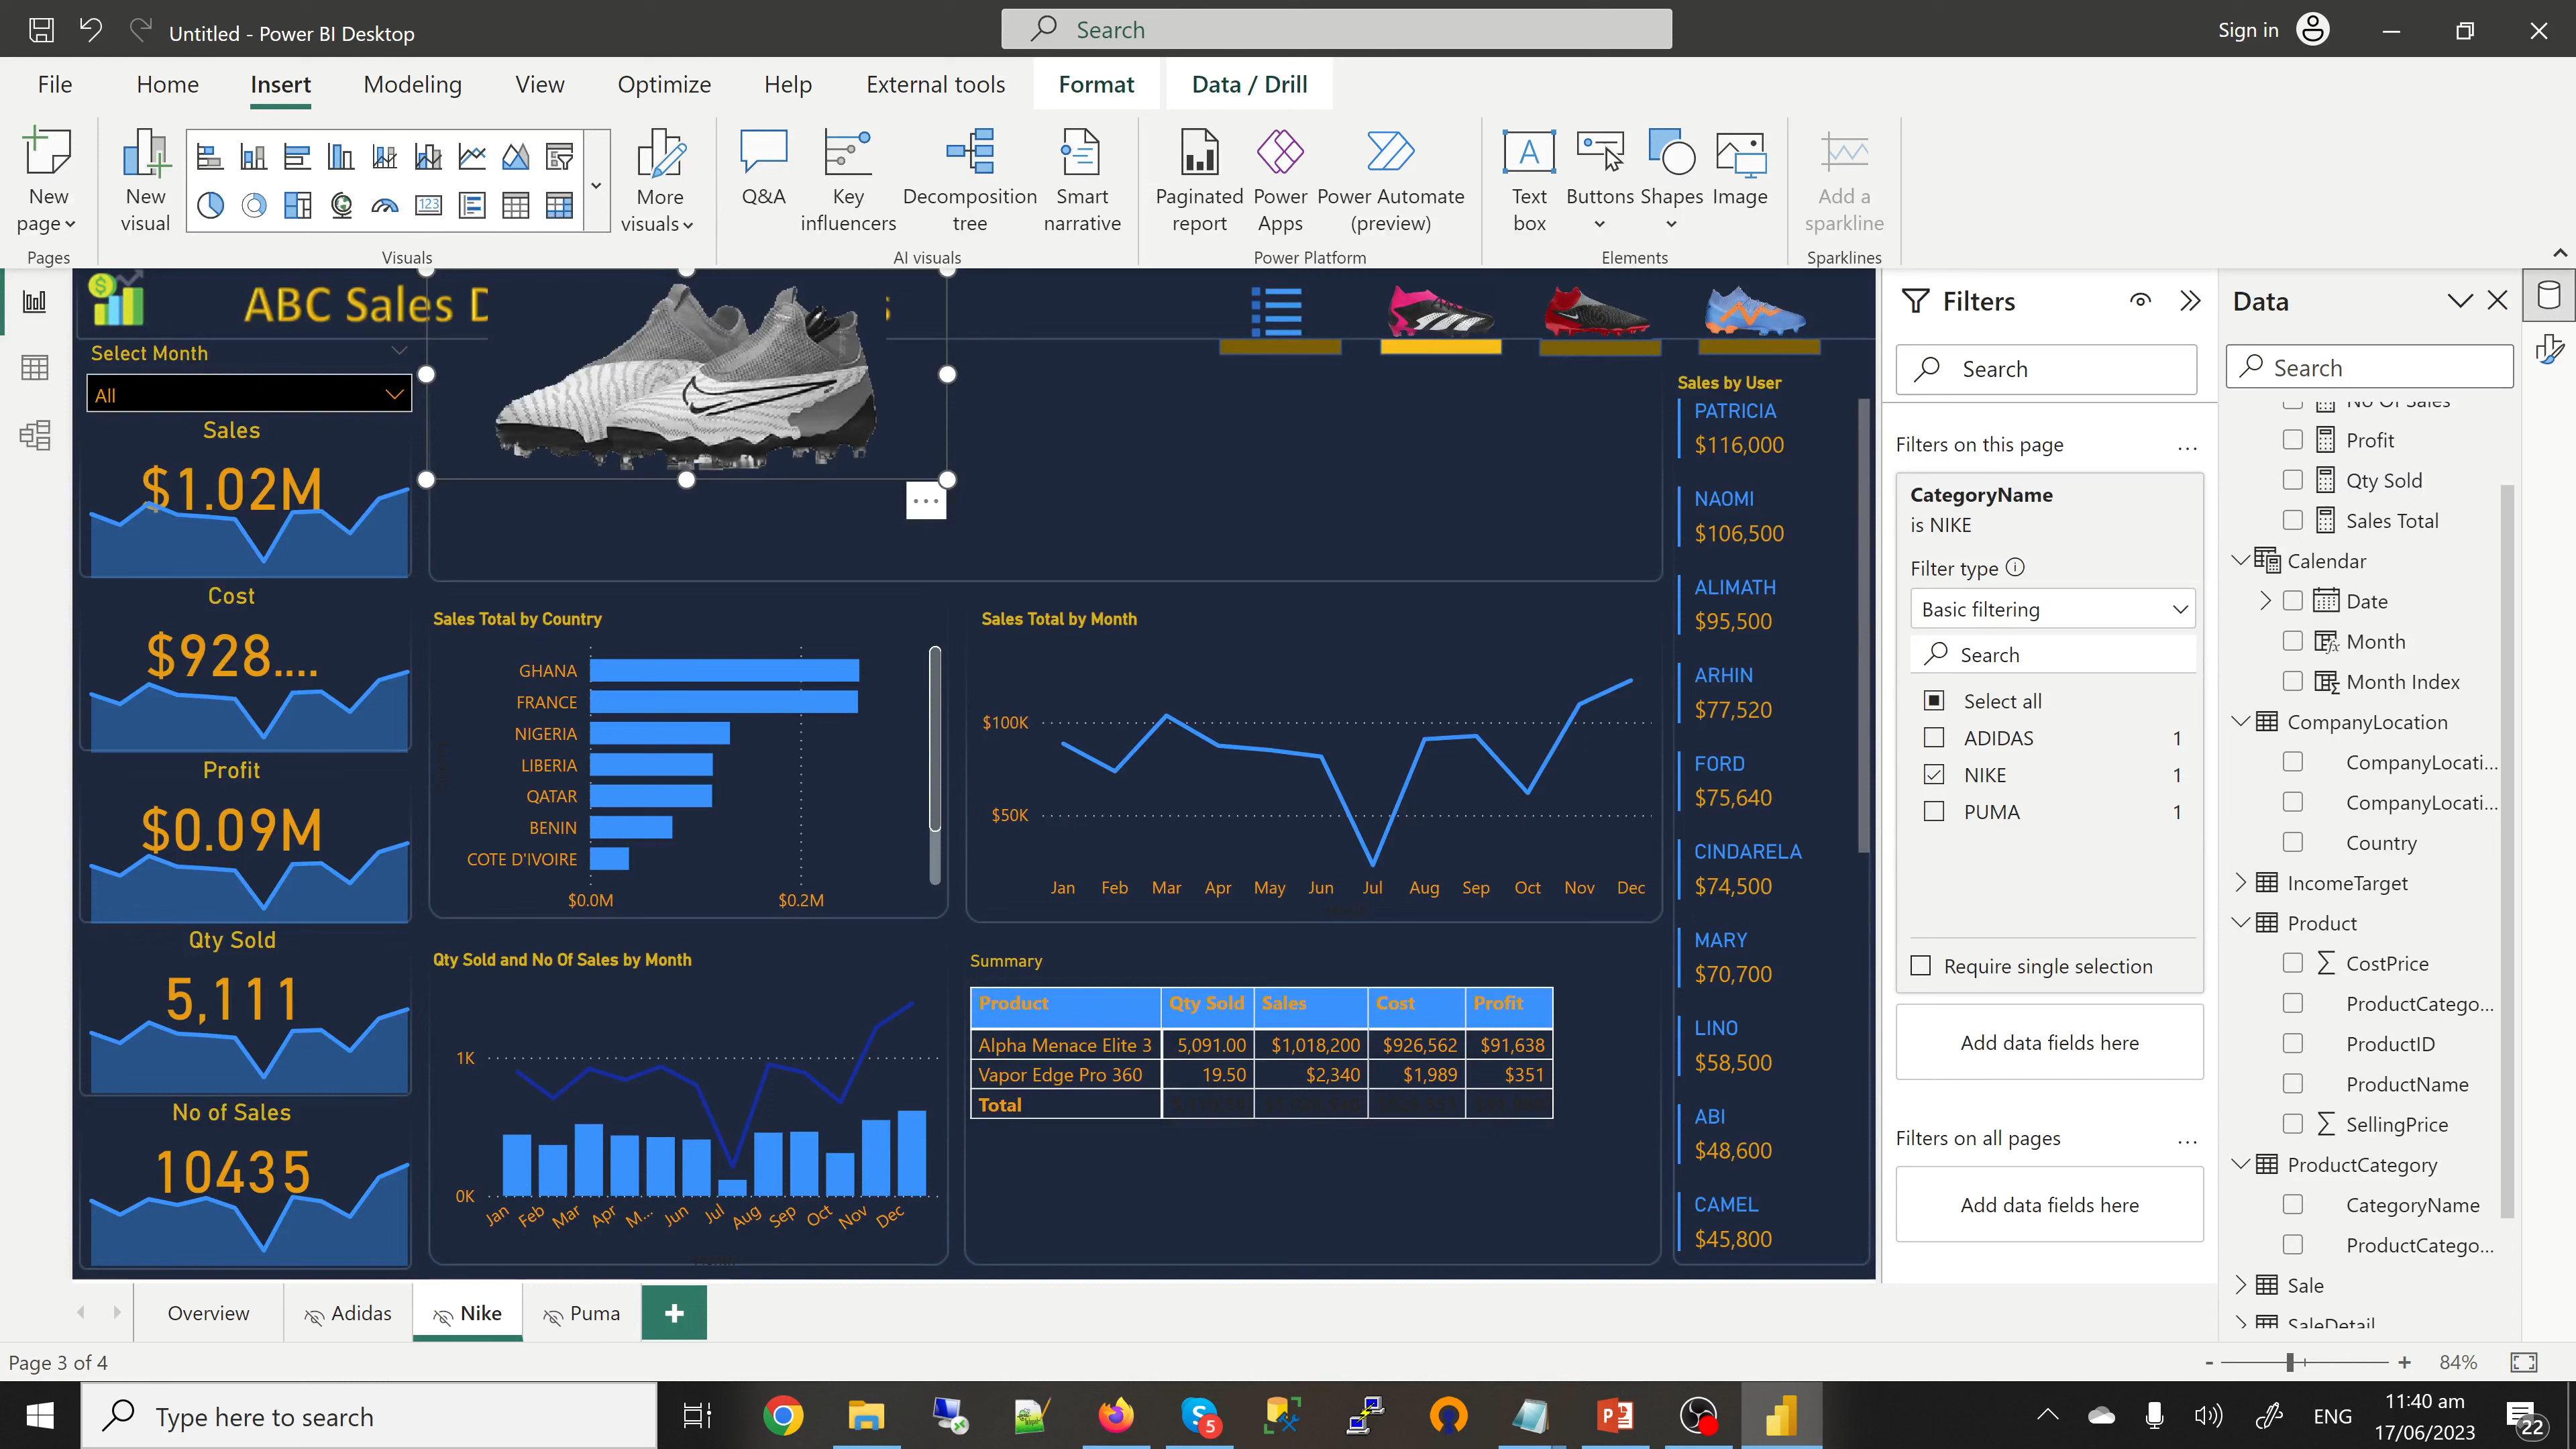 Untitled - Power BI Desktop
Search
Sign in
File
Home
Insert
Modeling
View
Optimize
Help
External tools
Format
Data / Drill
New page
New visual
More visuals
Q&A
Key influencers
Decomposition tree
Smart narrative
Paginated report
Power Apps
Power Automate (preview)
Text box
Buttons
Shapes
Image
Add a sparkline
Pages
Visuals
AI visuals
Power Platform
Elements
Sparklines
ABC Sales D
Select Month
All
Sales
$1.02M
Cost
$928....
Profit
$0.09M
Qty Sold
5,111
No of Sales
10435
Sales Total by Country
GHANA
FRANCE
NIGERIA
LIBERIA
QATAR
BENIN
COTE D'IVOIRE
$0.0M
$0.2M
Sales Total by Month
$100K
$50K
Jan Feb Mar Apr May Jun Jul Aug Sep Oct Nov Dec
Qty Sold and No Of Sales by Month
1K
0K
Jan Feb Mar Apr M... Jun Jul Aug Sep Oct Nov Dec
Summary
Product Qty Sold Sales Cost Profit
Alpha Menace Elite 3 5,091.00 $1,018,200 $926,562 $91,638
Vapor Edge Pro 360 19.50 $2,340 $1,989 $351
Total
Sales by User
PATRICIA
$116,000
NAOMI
$106,500
ALIMATH
$95,500
ARHIN
$77,520
FORD
$75,640
CINDARELA
$74,500
MARY
$70,700
LINO
$58,500
ABI
$48,600
CAMEL
$45,800
Filters
Search
Filters on this page
...
CategoryName
is NIKE
Filter type
Basic filtering
Search
Select all
ADIDAS 1
NIKE 1
PUMA 1
Require single selection
Add data fields here
Filters on all pages
...
Add data fields here
Data
Search
No Of Sales
Profit
Qty Sold
Sales Total
Calendar
Date
Month
Month Index
CompanyLocation
CompanyLocati...
CompanyLocati...
Country
IncomeTarget
Product
CostPrice
ProductCatego...
ProductID
ProductName
SellingPrice
ProductCategory
CategoryName
ProductCatego...
Sale
SaleDetail
Overview
Adidas
Nike
Puma
Page 3 of 4
- + 84%
Type here to search
5
ENG
11:40 am
17/06/2023
22